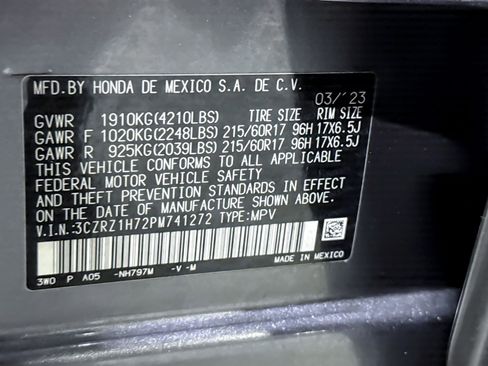 MFD.BY HONDA DE MEXICO S.A. DE C.V.
03/'23
TIRE SIZE RIM SIZE
GVWR 1910KG(4210LBS)
GAWR F 1020KG(2248LBS) 215/60R17 96H 17X6.5J
GAWR R 925KG(2039LBS) 215/60R17 96H 17X6.5J
THIS VEHICLE CONFORMS TO ALL APPLICABLE
FEDERAL MOTOR VEHICLE SAFETY
AND THEFT PREVENTION STANDARDS IN EFFECT
ON THE DATE OF MANUFACTURE SHOWN ABOVE.
V.I.N.:3CZRZ1H72PM741272 TYPE:MPV
3W0 P A05 -NH797M -V -M
MADE IN MEXICO